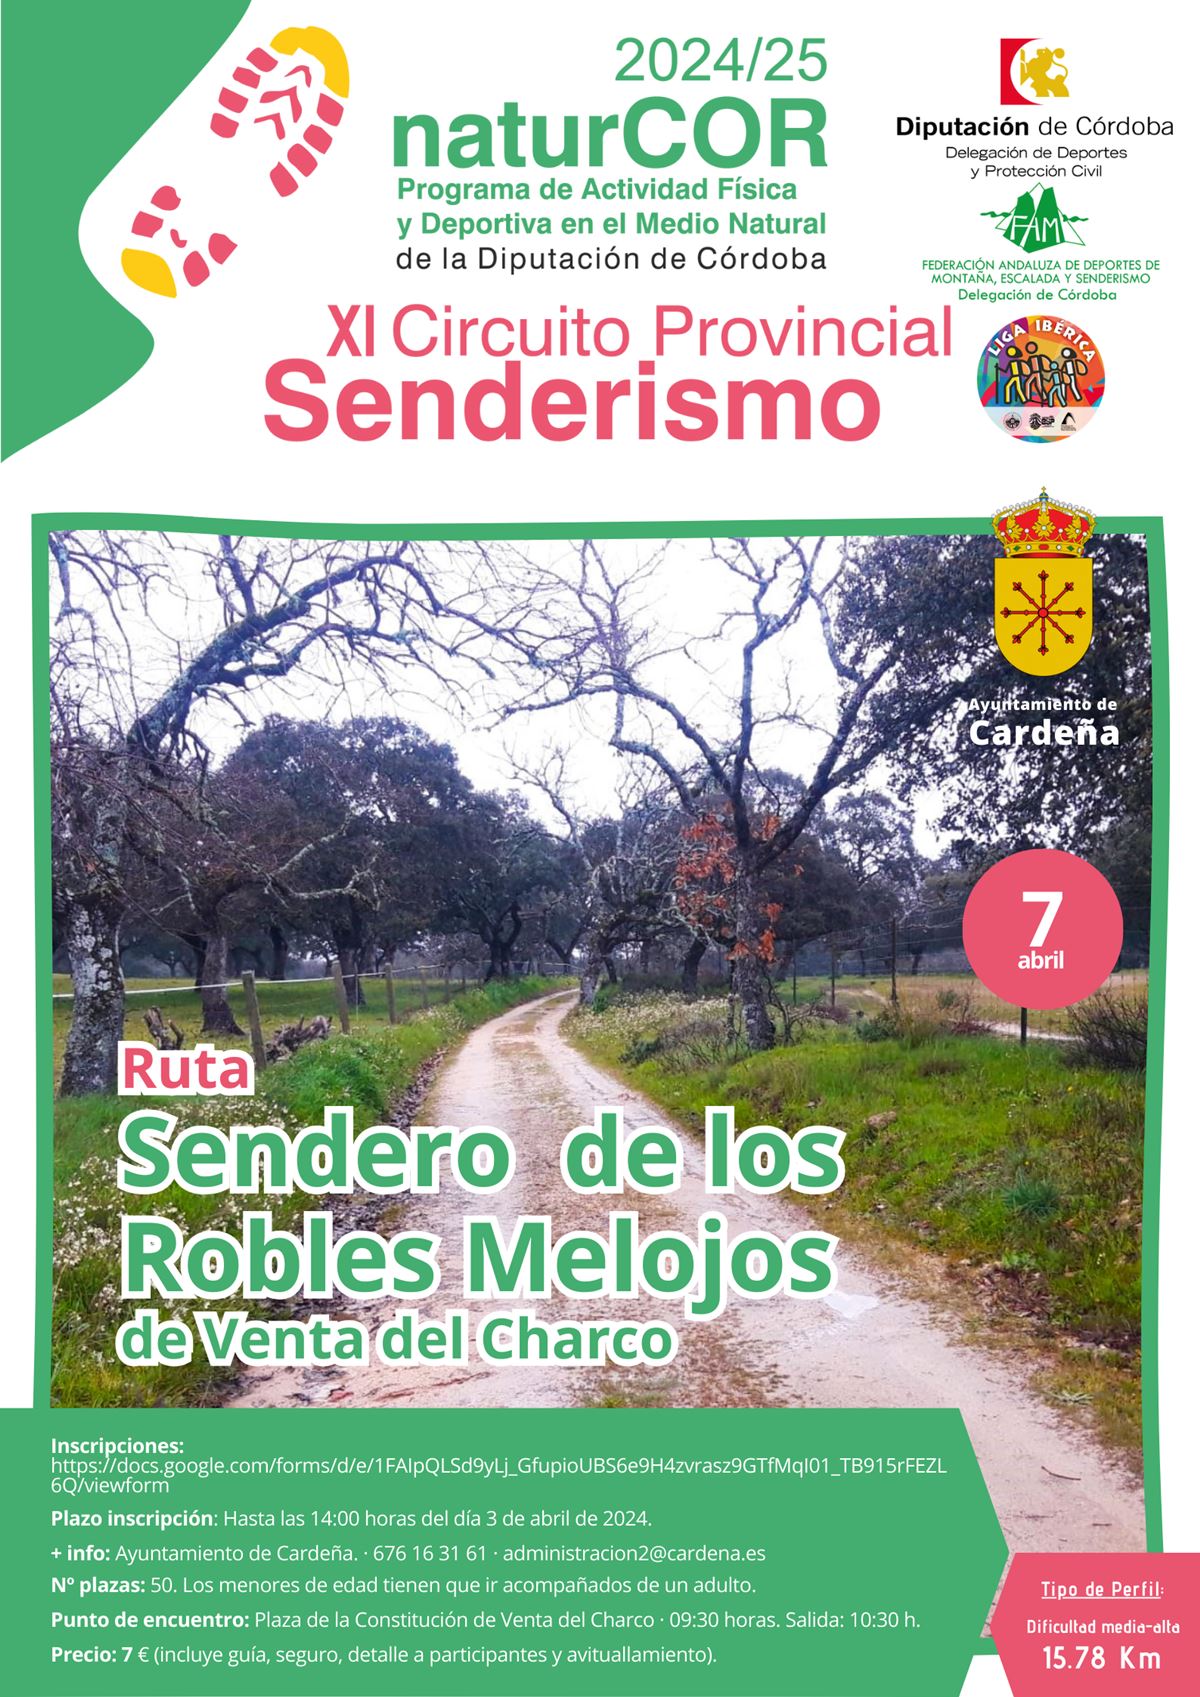 2024/25
naturCOR
Programa de Actividad Física
y Deportiva en el Medio Natural
de la Diputación de Córdoba
Diputación de Córdoba
Delegación de Deportes
y Protección Civil
FAM
FEDERACIÓN ANDALUZA DE DEPORTES DE
MONTAÑA, ESCALADA Y SENDERISMO
Delegación de Córdoba
XI Circuito Provincial
Senderismo
LIGA IBÉRICA
Ayuntamiento de
Cardeña
7
abril
Ruta
Sendero de los
Robles Melojos
de Venta del Charco
Inscripciones:
https://docs.google.com/forms/d/e/1FAIpQLSd9yLj_GfupioUBS6e9H4zvrasz9GTfMqI01_TB915rFEZL
6Q/viewform
Plazo inscripción: Hasta las 14:00 horas del día 3 de abril de 2024.
+ info: Ayuntamiento de Cardeña. · 676 16 31 61 · administracion2@cardena.es
Nº plazas: 50. Los menores de edad tienen que ir acompañados de un adulto.
Punto de encuentro: Plaza de la Constitución de Venta del Charco · 09:30 horas. Salida: 10:30 h.
Precio: 7 € (incluye guía, seguro, detalle a participantes y avituallamiento).
Tipo de Perfil:
Dificultad media-alta
15.78 Km